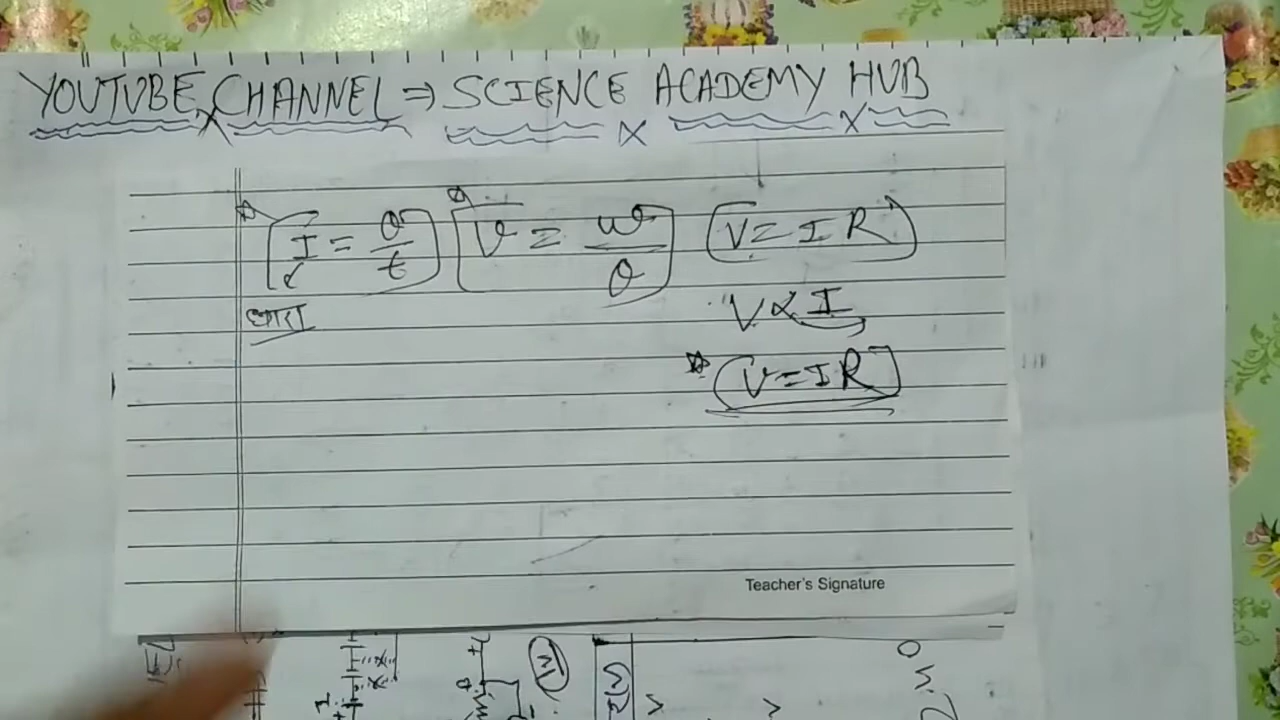 YOUTUBE CHANNEL ⇒ SCIENCE ACADEMY HUB
I = Q/t V = W/Q V = IR
धारा
V ∝ I
V = IR
Teacher's Signature